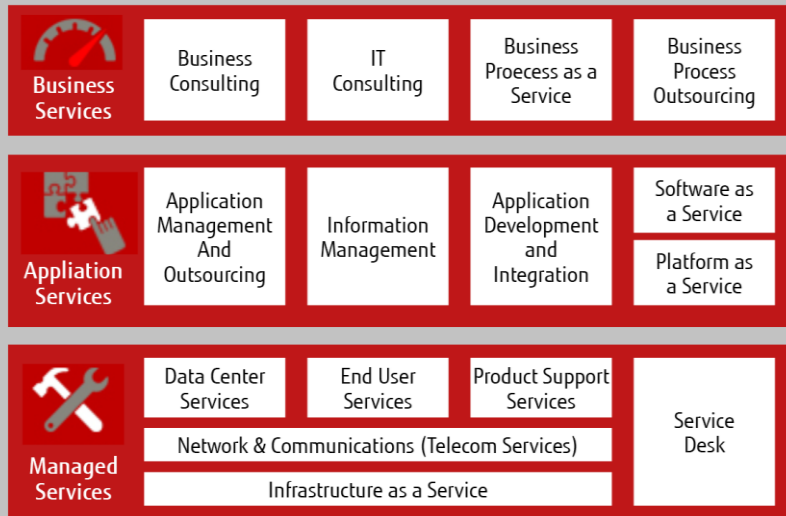 Business
Services
Business
Consulting
IT
Consulting
Business
Proecess as a
Service
Business
Process
Outsourcing
Appliation
Services
Application
Management
And
Outsourcing
Information
Management
Application
Development
and
Integration
Software as
a Service
Platform as
a Service
Managed
Services
Data Center
Services
End User
Services
Product Support
Services
Network & Communications (Telecom Services)
Infrastructure as a Service
Service
Desk